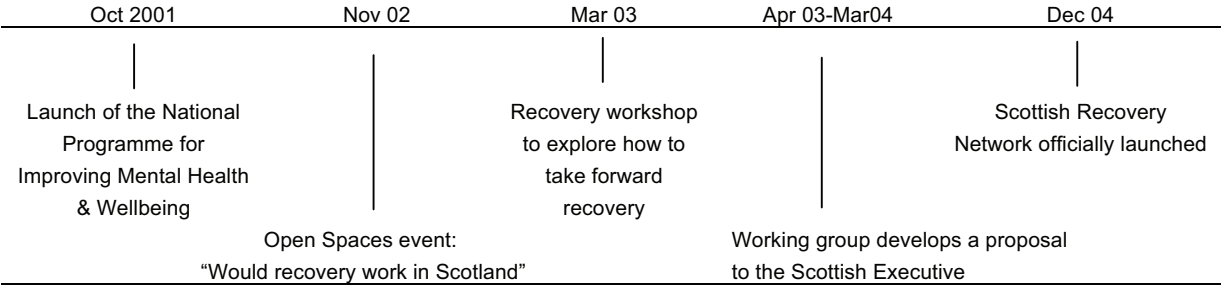 Oct 2001 Nov 02 Mar 03 Apr 03-Mar04 Dec 04
Launch of the National
Programme for
Improving Mental Health
& Wellbeing
Open Spaces event:
“Would recovery work in Scotland”
Recovery workshop
to explore how to
take forward
recovery
Working group develops a proposal
to the Scottish Executive
Scottish Recovery
Network officially launched